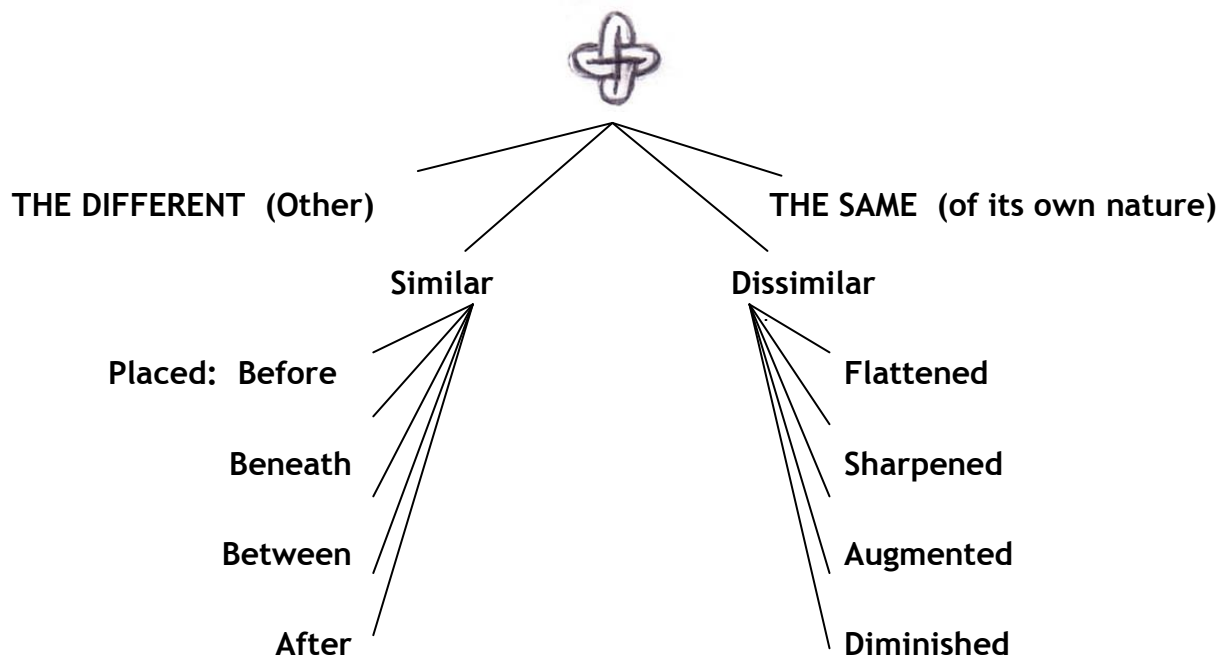 THE DIFFERENT (Other)
THE SAME (of its own nature)
Similar
Dissimilar
Placed: Before
Flattened
Beneath
Sharpened
Between
Augmented
After
Diminished